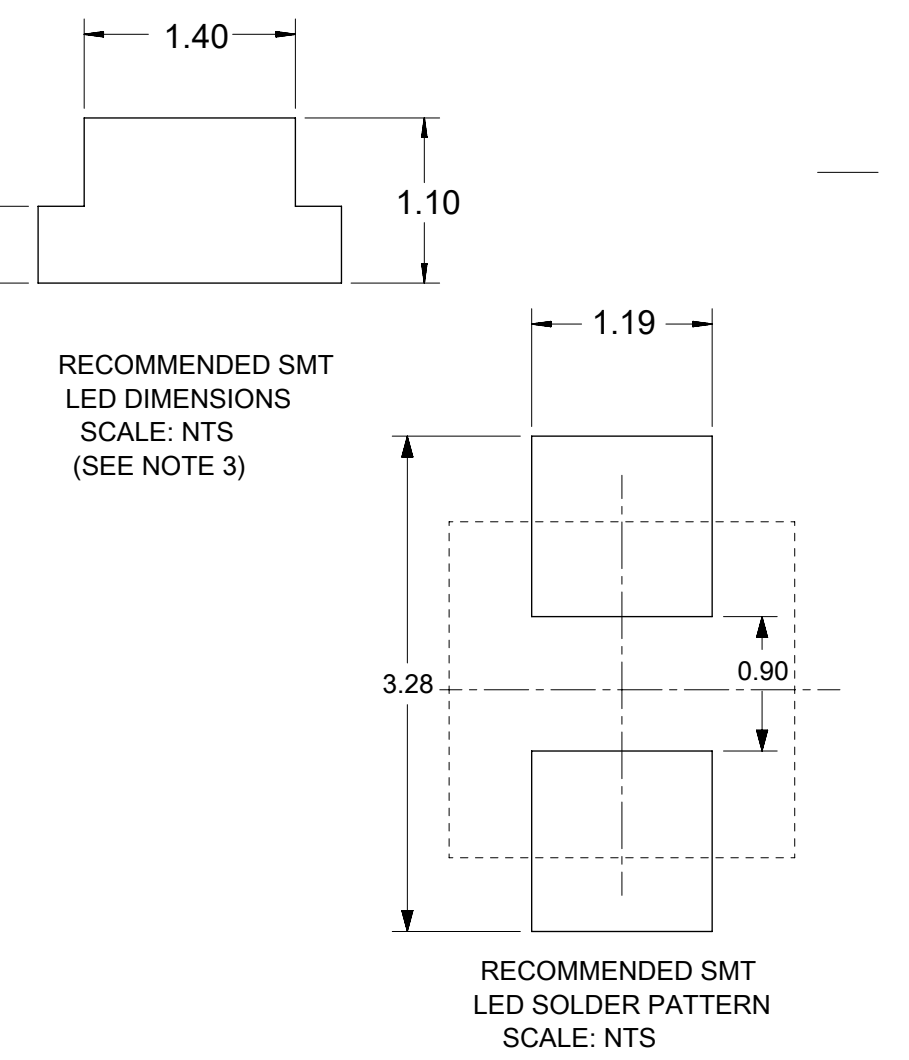 1.40
1.10
RECOMMENDED SMT
LED DIMENSIONS
SCALE: NTS
(SEE NOTE 3)
1.19
3.28
0.90
RECOMMENDED SMT
LED SOLDER PATTERN
SCALE: NTS